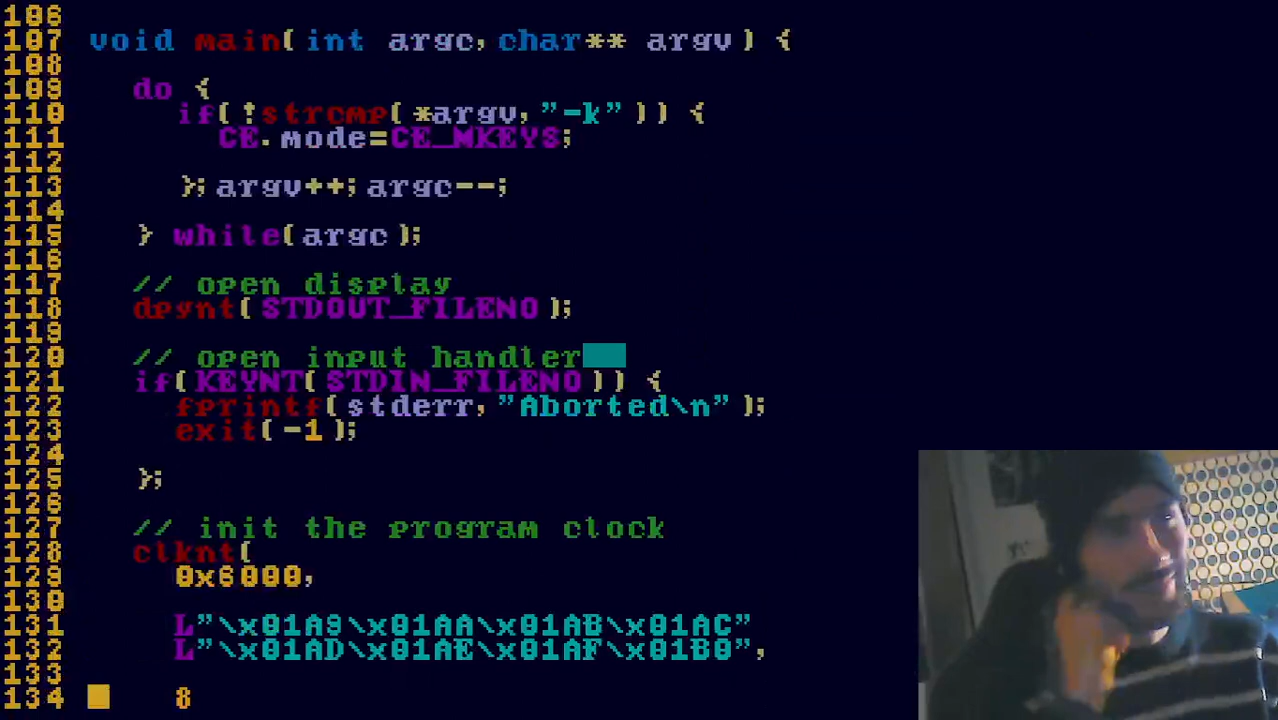 106
107 void main(int argc,char** argv) {
108
109 do {
110 if(!strcmp(*argv,"-k")) {
111 CE.mode=CE_MKEYS;
112
113 };argv++;argc--;
114
115 } while(argc);
116
117 // open display
118 dpynt(STDOUT_FILENO);
119
120 // open input handler
121 if(KEYNT(STDIN_FILENO)) {
122 fprintf(stderr,"Aborted\n");
123 exit(-1);
124
125 };
126
127 // init the program clock
128 clknt(
129 0x6000,
130
131 L"\x01A9\x01AA\x01AB\x01AC"
132 L"\x01AD\x01AE\x01AF\x01B0",
133
134 8